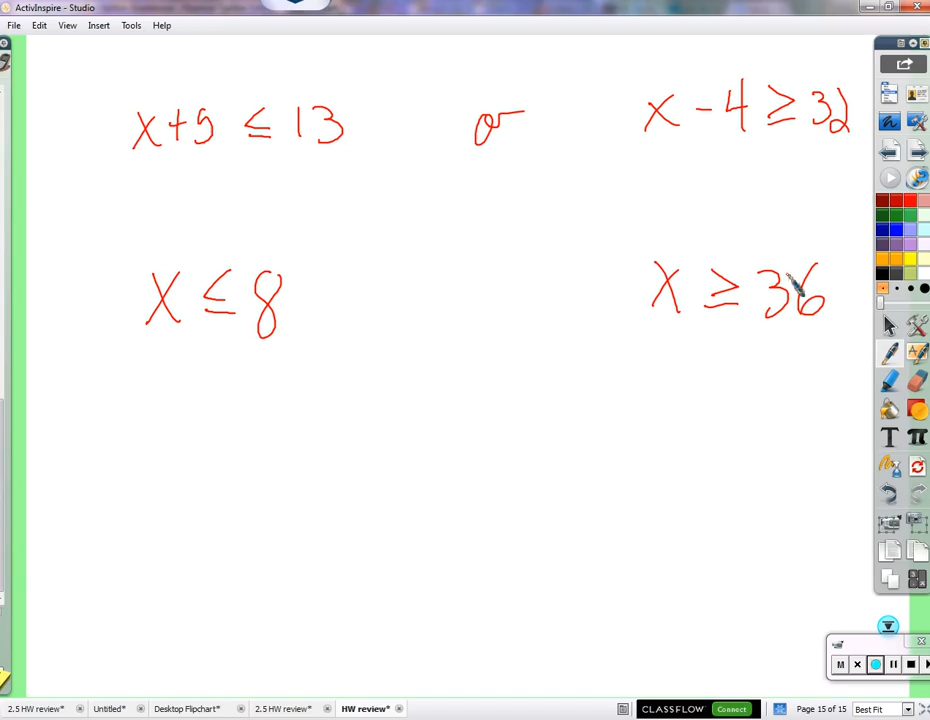 ActivInspire - Studio
File Edit View Insert Tools Help
x+5 ≤ 13 or x - 4 ≥ 32
x ≤ 8 x ≥ 36
M
2.5 HW review* Untitled* Desktop Flipchart* 2.5 HW review* HW review* CLASSFLOW Connect Page 15 of 15 Best Fit